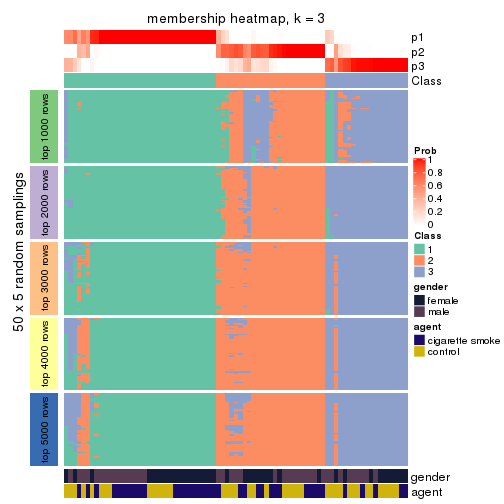 membership heatmap, k = 3
p1
p2
p3
Class
50 x 5 random samplings
top 1000 rows
top 2000 rows
top 3000 rows
top 4000 rows
top 5000 rows
Prob
1
0.8
0.6
0.4
0.2
0
Class
1
2
3
gender
female
male
agent
cigarette smoke
control
gender
agent